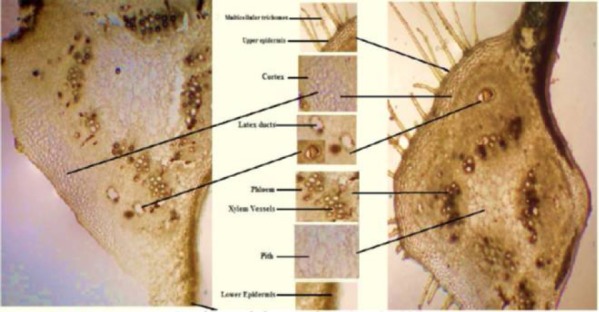 Multicellular trichomes
Upper epidermis
Cortex
Latex ducts
Phloem
Xylem Vessels
Pith
Lower Epidermis